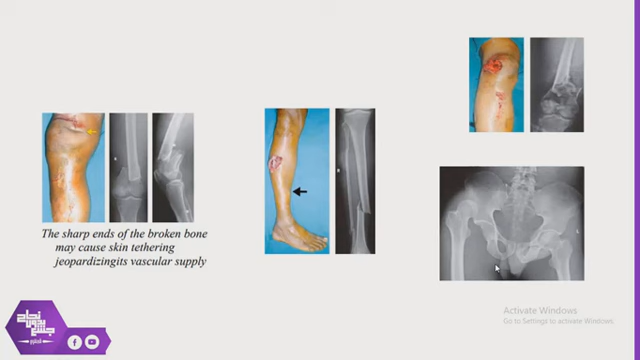 The sharp ends of the broken bone
may cause skin tethering
jeopardizingits vascular supply
Activate Windows
Go to Settings to activate Windows.